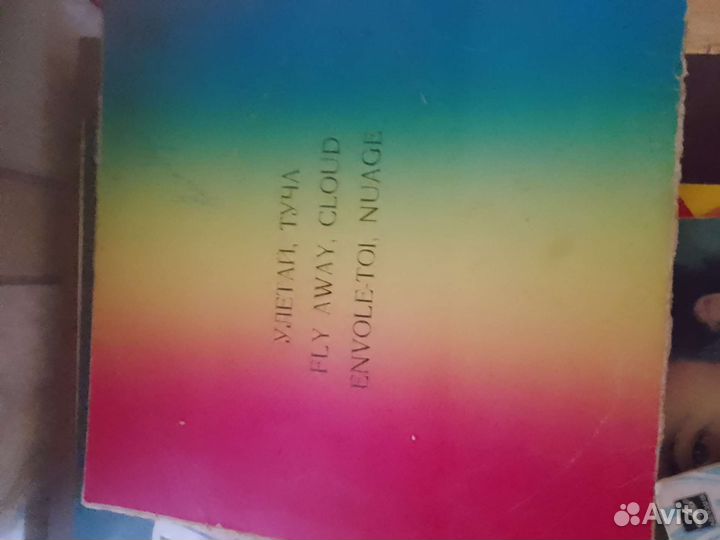 УЛЕТАЙ, ТУЧА
FLY AWAY, CLOUD
ENVOLE-TOI, NUAGE
Avito